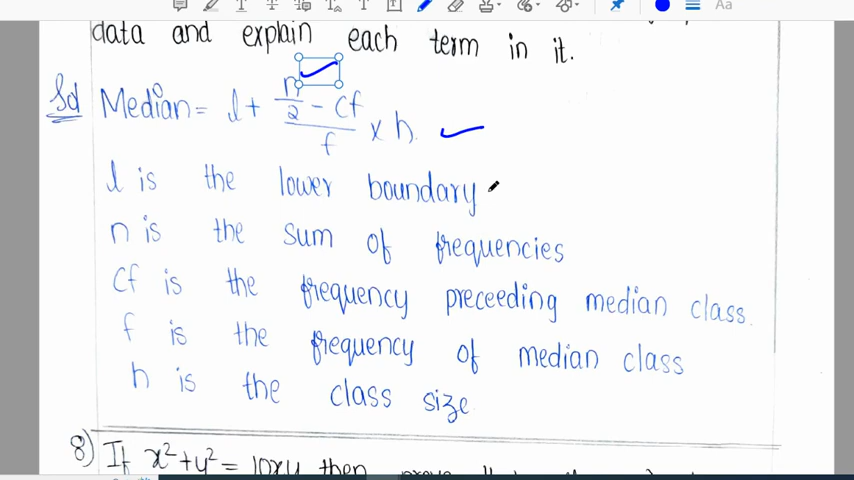 data and explain each term in it.
Sol Median = l + (n/2 - cf)/f × h.
l is the lower boundary
n is the sum of frequencies
cf is the frequency preceeding median class.
f is the frequency of median class
h is the class size
8) If x²+y² = 10xy then